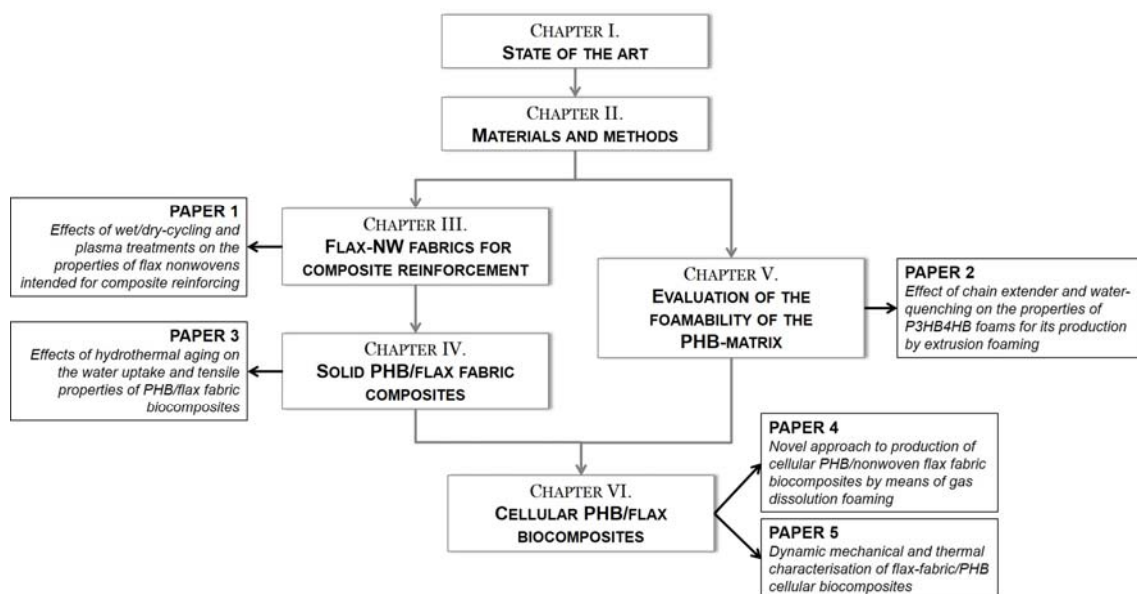 CHAPTER I.
STATE OF THE ART
CHAPTER II.
MATERIALS AND METHODS
PAPER 1
Effects of wet/dry-cycling and
plasma treatments on the
properties of flax nonwovens
intended for composite reinforcing
CHAPTER III.
FLAX-NW FABRICS FOR
COMPOSITE REINFORCEMENT
CHAPTER V.
EVALUATION OF THE
FOAMABILITY OF THE
PHB-MATRIX
PAPER 2
Effect of chain extender and water-
quenching on the properties of
P3HB4HB foams for its production
by extrusion foaming
PAPER 3
Effects of hydrothermal aging on
the water uptake and tensile
properties of PHB/flax fabric
biocomposites
CHAPTER IV.
SOLID PHB/FLAX FABRIC
COMPOSITES
PAPER 4
Novel approach to production of
cellular PHB/nonwoven flax fabric
biocomposites by means of gas
dissolution foaming
CHAPTER VI.
CELLULAR PHB/FLAX
BIOCOMPOSITES
PAPER 5
Dynamic mechanical and thermal
characterisation of flax-fabric/PHB
cellular biocomposites